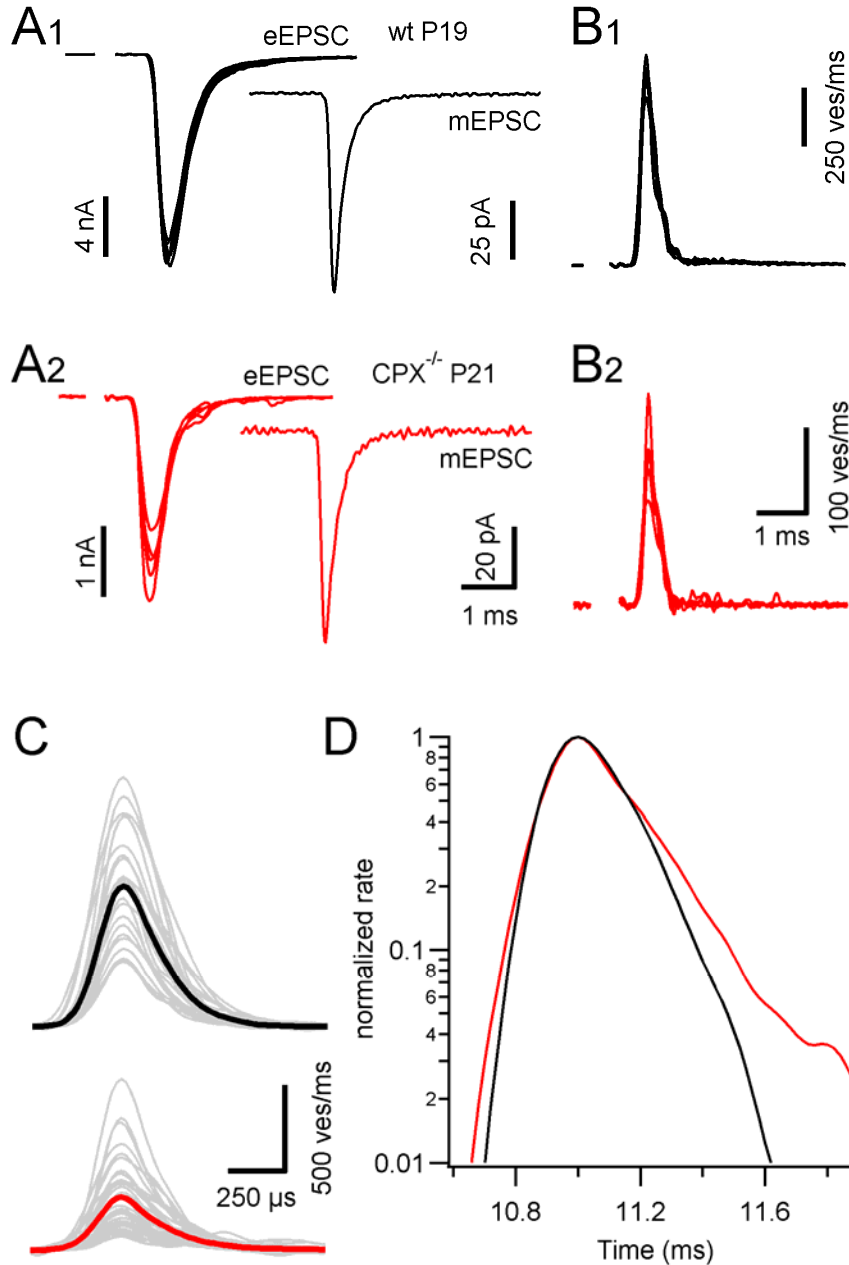 A1 eEPSC wt P19 B1
mEPSC
4 nA
25 pA
250 ves/ms
A2 eEPSC CPX-/- P21 B2
mEPSC
1 nA
20 pA
1 ms
1 ms
100 ves/ms
C D
500 ves/ms
250 µs
normalized rate
1
8
6
4
2
0.1
8
6
4
2
0.01
10.8 11.2 11.6
Time (ms)